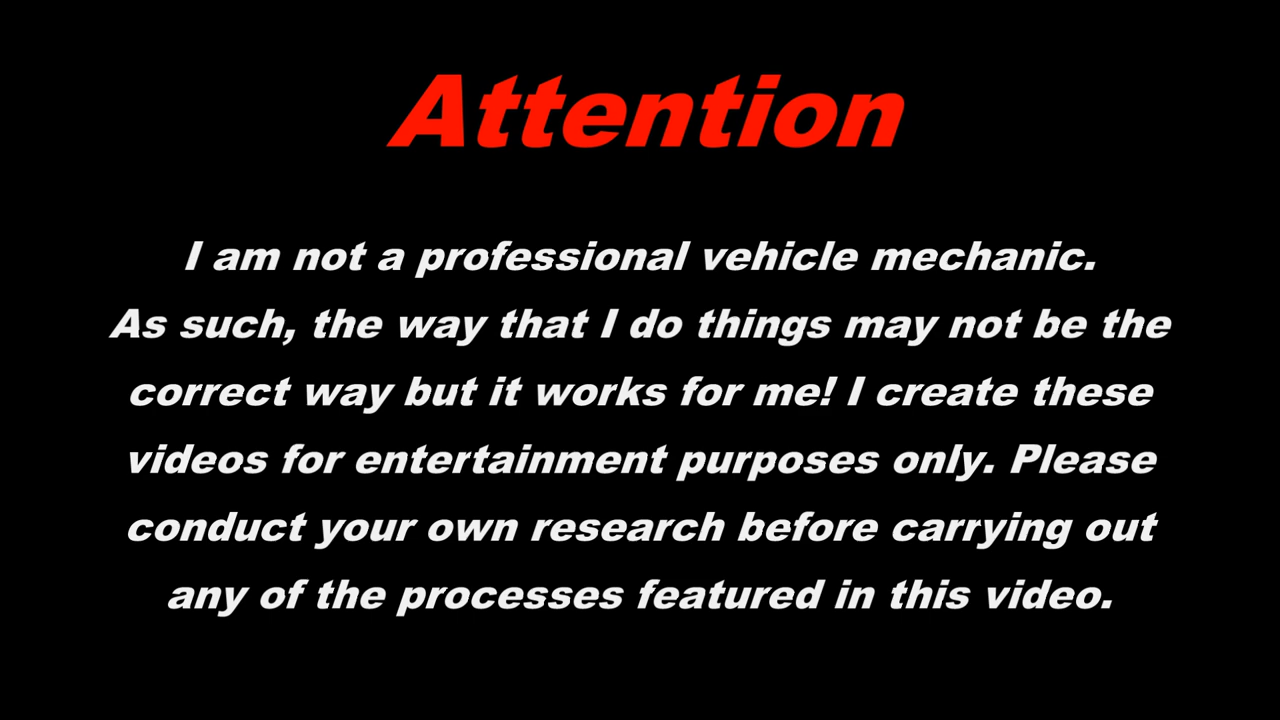 Attention
I am not a professional vehicle mechanic.
As such, the way that I do things may not be the
correct way but it works for me! I create these
videos for entertainment purposes only. Please
conduct your own research before carrying out
any of the processes featured in this video.